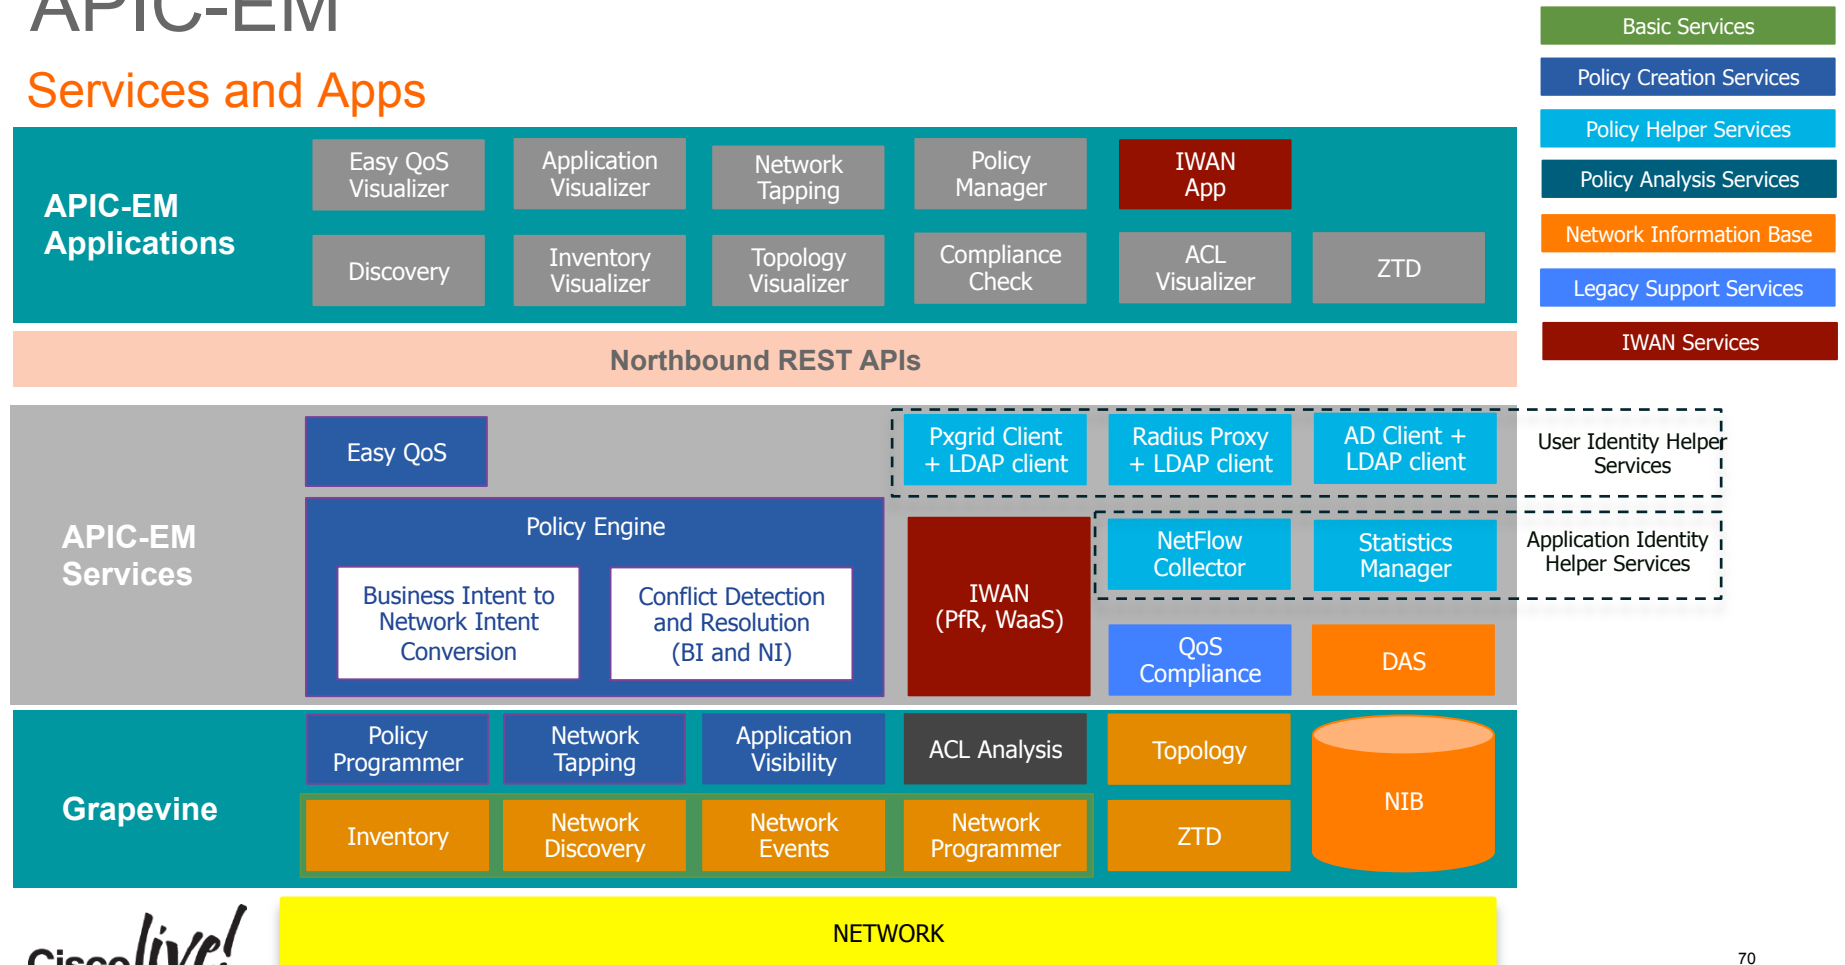 APIC-EM
Services and Apps
Basic Services
Policy Creation Services
Policy Helper Services
Policy Analysis Services
Network Information Base
Legacy Support Services
IWAN Services
APIC-EM
Applications
Easy QoS
Visualizer
Application
Visualizer
Network
Tapping
Policy
Manager
IWAN
App
Discovery
Inventory
Visualizer
Topology
Visualizer
Compliance
Check
ACL
Visualizer
ZTD
Northbound REST APIs
APIC-EM
Services
Easy QoS
Pxgrid Client
+ LDAP client
Radius Proxy
+ LDAP client
AD Client +
LDAP client
User Identity Helper
Services
Policy Engine
Business Intent to
Network Intent
Conversion
Conflict Detection
and Resolution
(BI and NI)
IWAN
(PfR, WaaS)
NetFlow
Collector
Statistics
Manager
Application Identity
Helper Services
QoS
Compliance
DAS
Grapevine
Policy
Programmer
Network
Tapping
Application
Visibility
ACL Analysis
Topology
NIB
Inventory
Network
Discovery
Network
Events
Network
Programmer
ZTD
NETWORK
Cisco live!
70